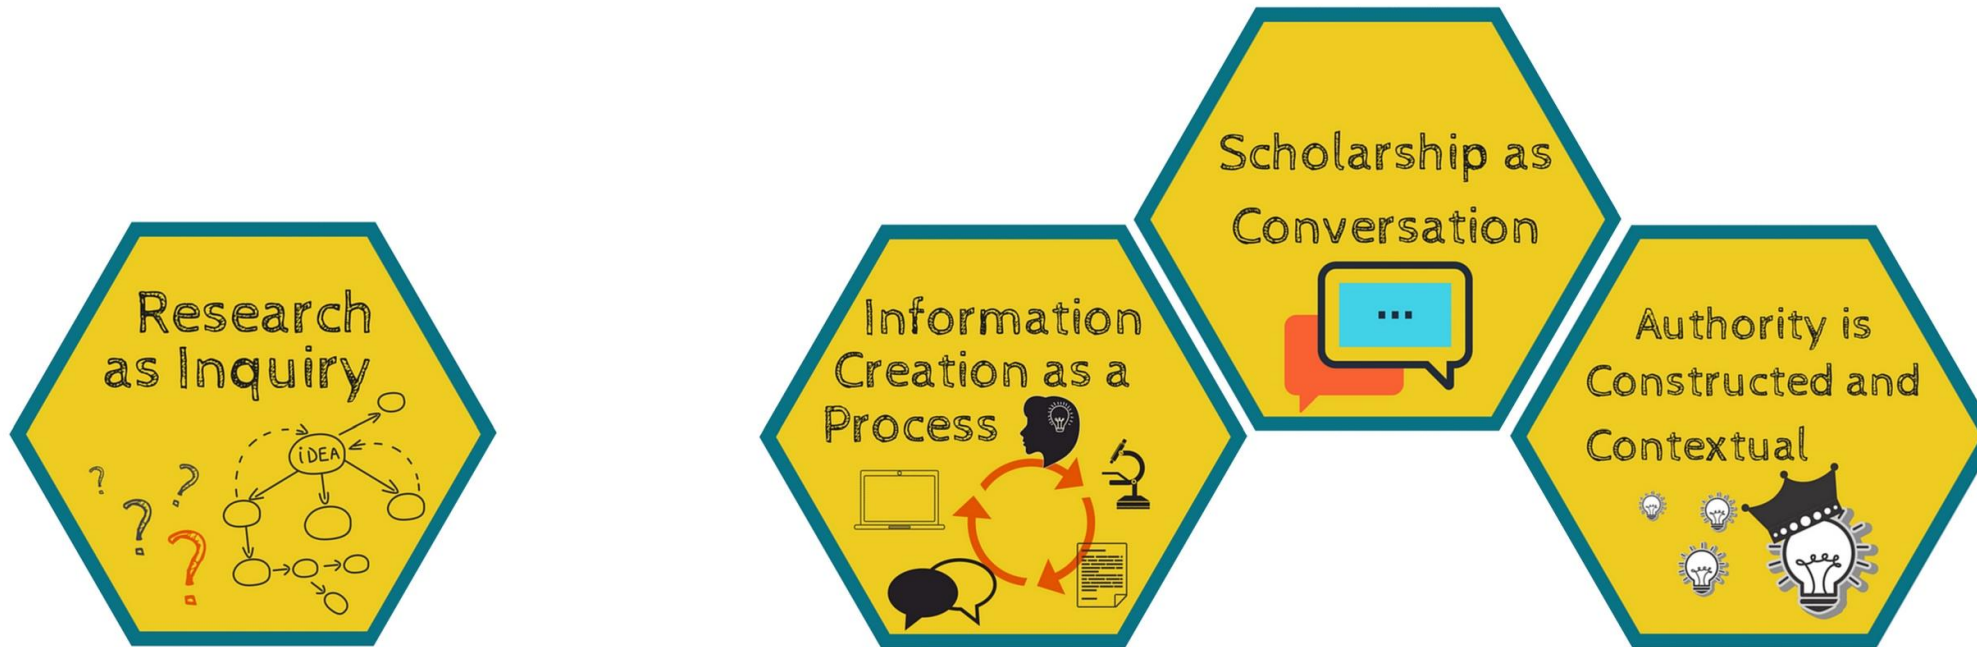 Research
as Inquiry
iDEA
? ? ? ?
Information
Creation as a
Process
Scholarship as
Conversation
...
Authority is
Constructed and
Contextual